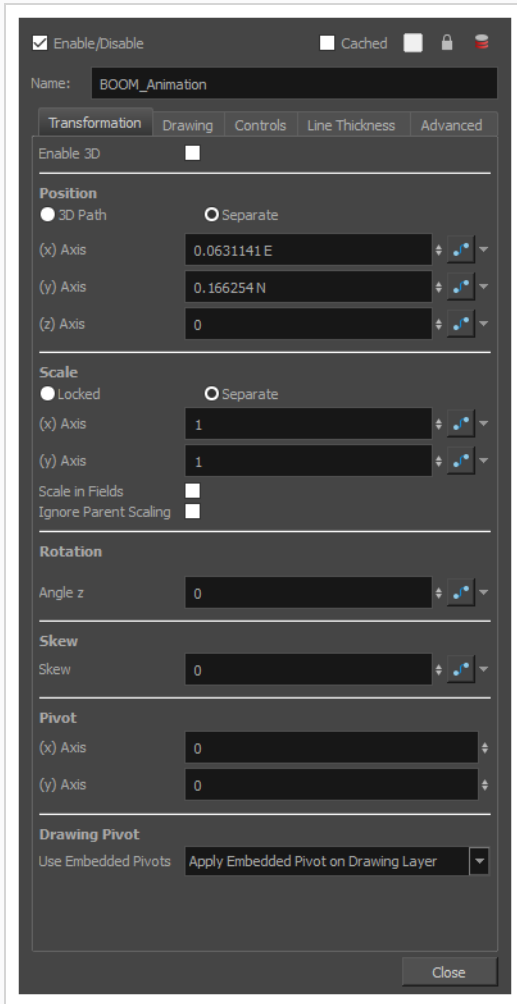 Enable/Disable Cached
Name: BOOM_Animation
Transformation Drawing Controls Line Thickness Advanced
Enable 3D
Position
3D Path Separate
(x) Axis 0.0631141 E
(y) Axis 0.166254 N
(z) Axis 0
Scale
Locked Separate
(x) Axis 1
(y) Axis 1
Scale in Fields
Ignore Parent Scaling
Rotation
Angle z 0
Skew
Skew 0
Pivot
(x) Axis 0
(y) Axis 0
Drawing Pivot
Use Embedded Pivots Apply Embedded Pivot on Drawing Layer
Close